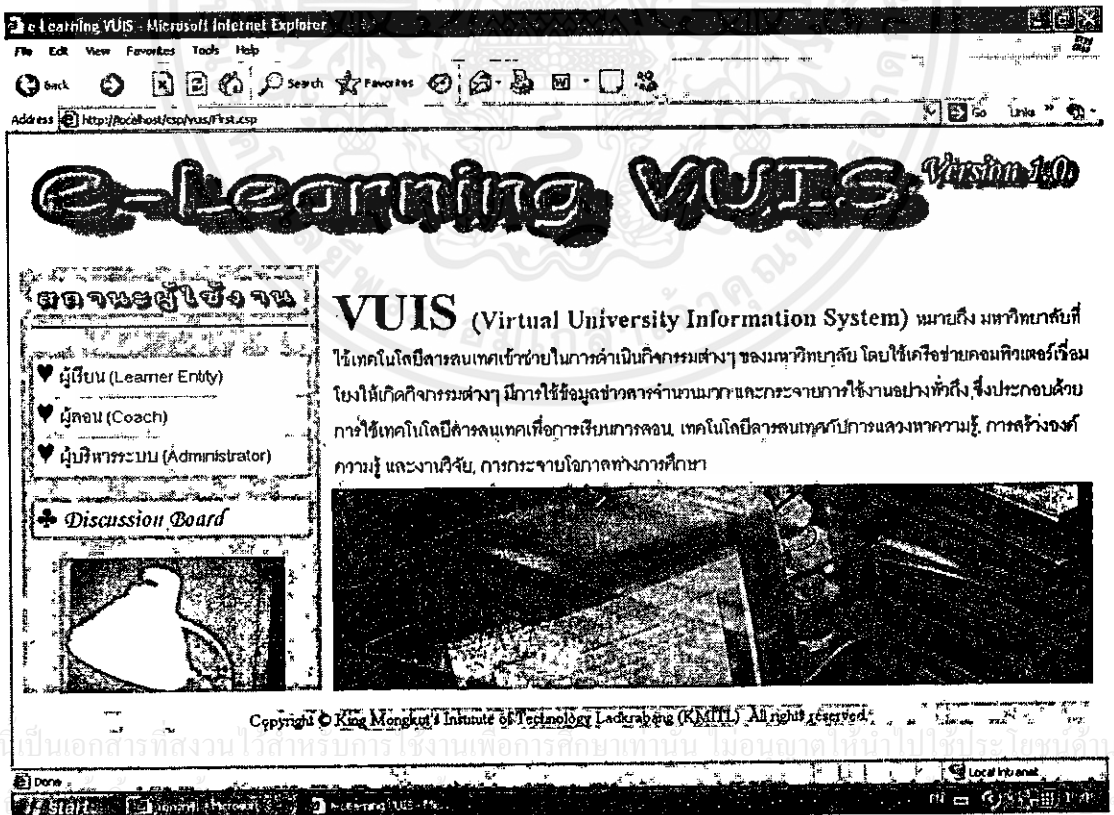 e-Learning VUIS - Microsoft Internet Explorer
File Edit View Favorites Tools Help
Back Search Favorites
Address http://localhost/csp/vuis/First.csp Go Links
e-Learning VUIS Version 1.0
สถานะผู้ใช้งาน
ผู้เรียน (Learner Entity)
ผู้สอน (Coach)
ผู้บริหารระบบ (Administrator)
Discussion Board
VUIS (Virtual University Information System) หมายถึง มหาวิทยาลัยที่
ใช้เทคโนโลยีสารสนเทศเข้าช่วยในการดำเนินกิจกรรมต่างๆ ของมหาวิทยาลัย โดยใช้เครือข่ายคอมพิวเตอร์เชื่อม
โยงให้เกิดกิจกรรมต่างๆ มีการใช้ข้อมูลข่าวสารจำนวนมาก และกระจายการใช้งานอย่างทั่วถึง ซึ่งประกอบด้วย
การใช้เทคโนโลยีสารสนเทศเพื่อการเรียนการสอน, เทคโนโลยีสารสนเทศกับการแสวงหาความรู้, การสร้างองค์
ความรู้ และงานวิจัย, การกระจายโอกาสทางการศึกษา
Copyright © King Mongkut's Institute of Technology Ladkrabang (KMITL) All right reserved.
นี้เป็นเอกสารที่สงวนไว้สำหรับการใช้งานเพื่อการศึกษาเท่านั้น ไม่อนุญาตให้นำไปใช้ประโยชน์ด้าน
Done Local intranet
start EN